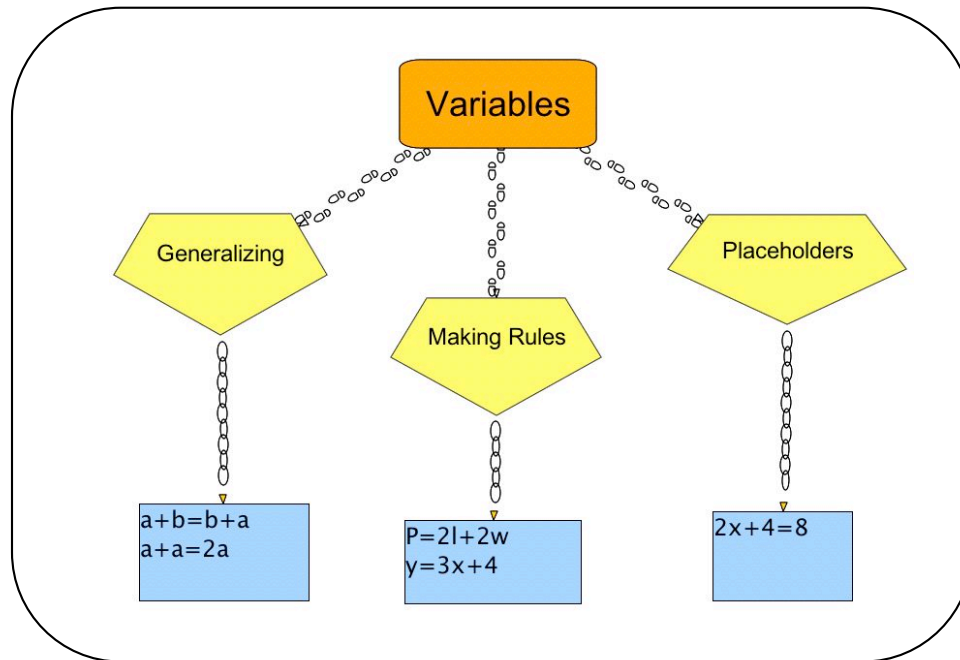 Variables
Generalizing
Placeholders
Making Rules
a+b=b+a
a+a=2a
P=2l+2w
y=3x+4
2x+4=8